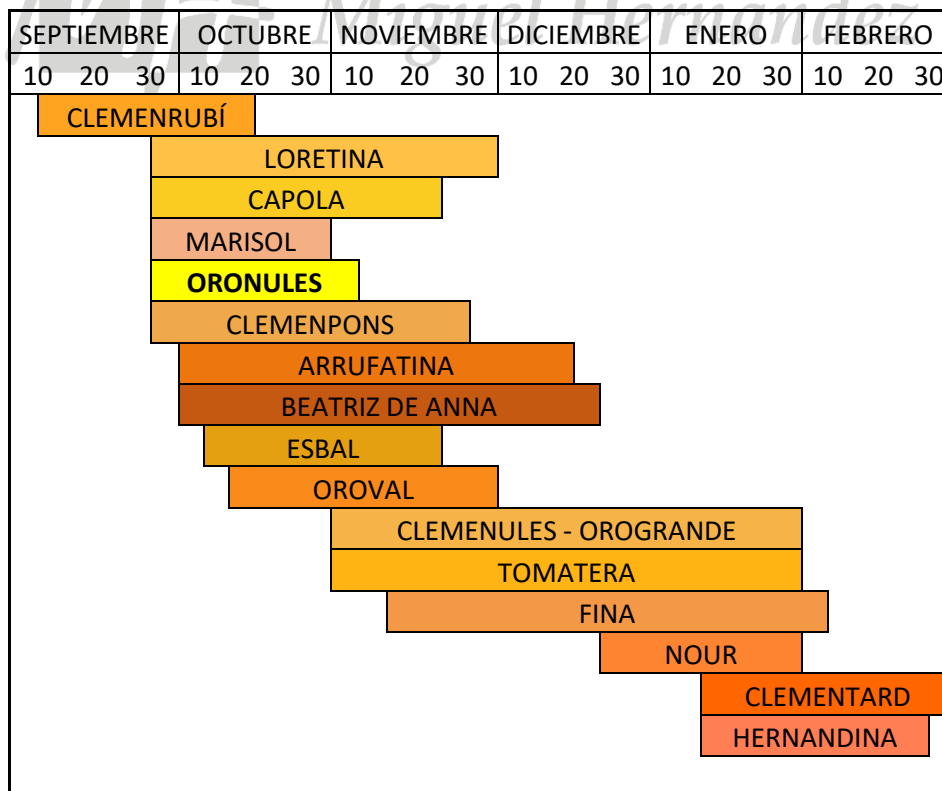 Miguel Hernández
SEPTIEMBRE OCTUBRE NOVIEMBRE DICIEMBRE ENERO FEBRERO
10 20 30 10 20 30 10 20 30 10 20 30 10 20 30 10 20 30
CLEMENRUBÍ
LORETINA
CAPOLA
MARISOL
ORONULES
CLEMENPONS
ARRUFATINA
BEATRIZ DE ANNA
ESBAL
OROVAL
CLEMENULES - OROGRANDE
TOMATERA
FINA
NOUR
CLEMENTARD
HERNANDINA